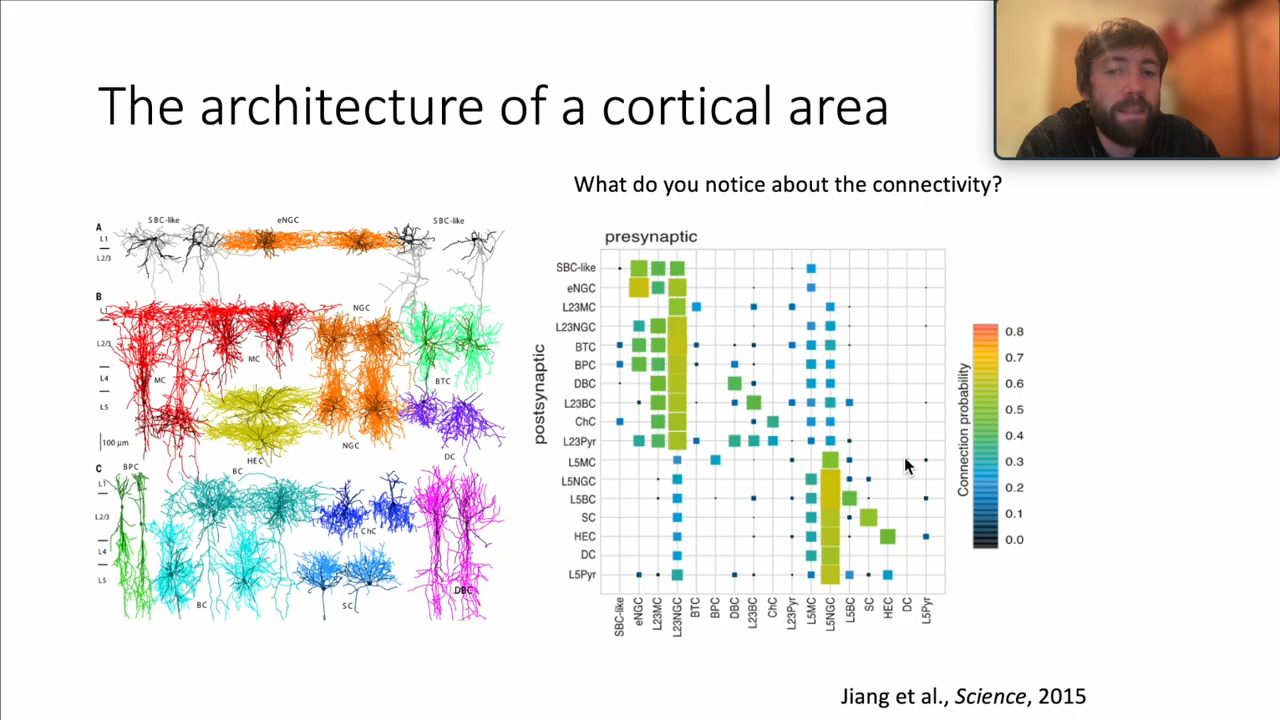 The architecture of a cortical area
What do you notice about the connectivity?
A
SBC-like
eNGC
SBC-like
L1
L2/3
B
NGC
L1
L2/3
MC
MC
L4
BTC
L5
100 µm
HEC
NGC
DC
C
BPC
BC
L1
L2/3
ChC
L4
L5
DBC
BC
SC
presynaptic
postsynaptic
SBC-like
eNGC
L23MC
L23NGC
BTC
BPC
DBC
L23BC
ChC
L23Pyr
L5MC
L5NGC
L5BC
SC
HEC
DC
L5Pyr
SBC-like
eNGC
L23MC
L23NGC
BTC
BPC
DBC
L23BC
ChC
L23Pyr
L5MC
L5NGC
L5BC
SC
HEC
DC
L5Pyr
Connection probability
0.8
0.7
0.6
0.5
0.4
0.3
0.2
0.1
0.0
Jiang et al., Science, 2015